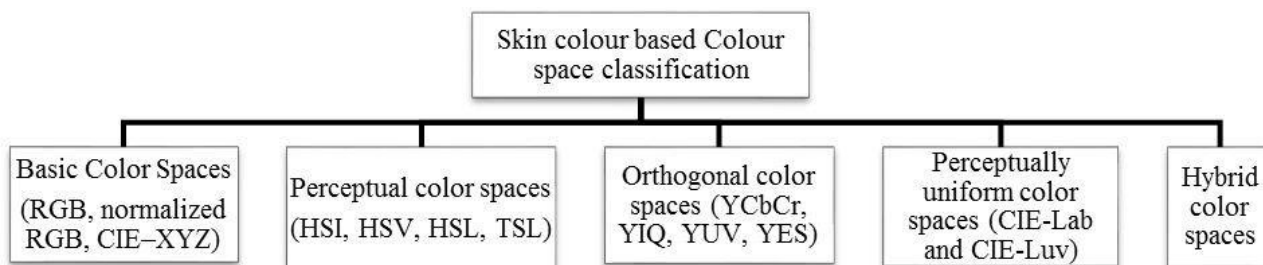 Skin colour based Colour
space classification
Basic Color Spaces
(RGB, normalized
RGB, CIE–XYZ)
Perceptual color spaces
(HSI, HSV, HSL, TSL)
Orthogonal color
spaces (YCbCr,
YIQ, YUV, YES)
Perceptually
uniform color
spaces (CIE-Lab
and CIE-Luv)
Hybrid
color
spaces